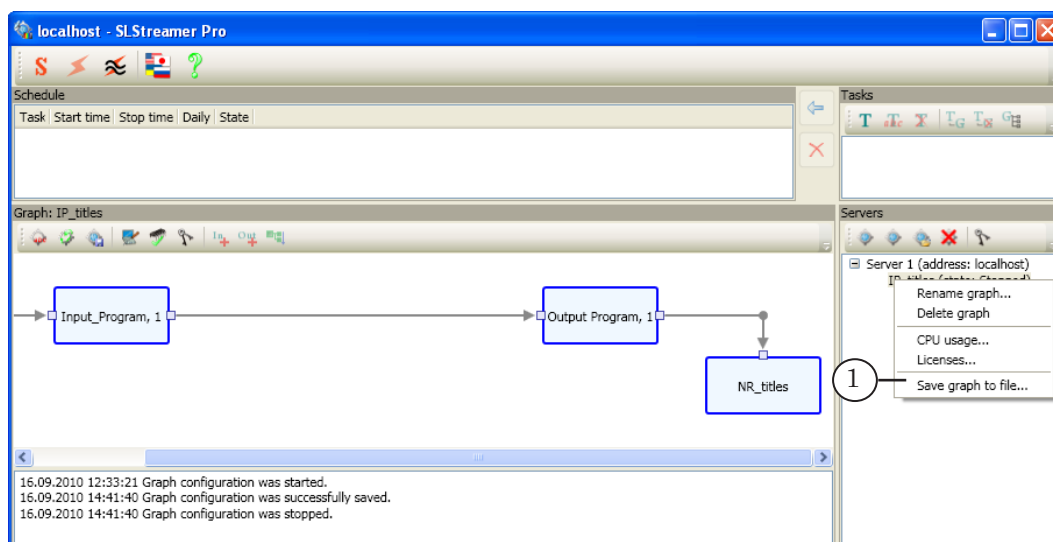 localhost - SLStreamer Pro
Schedule
Task Start time Stop time Daily State
Tasks
Graph: IP_titles
Servers
Server 1 (address: localhost)
IP_titles (state: Stopped)
Rename graph...
Delete graph
CPU usage...
Licenses...
Save graph to file...
1
Input_Program, 1
Output Program, 1
NR_titles
16.09.2010 12:33:21 Graph configuration was started.
16.09.2010 14:41:40 Graph configuration was successfully saved.
16.09.2010 14:41:40 Graph configuration was stopped.